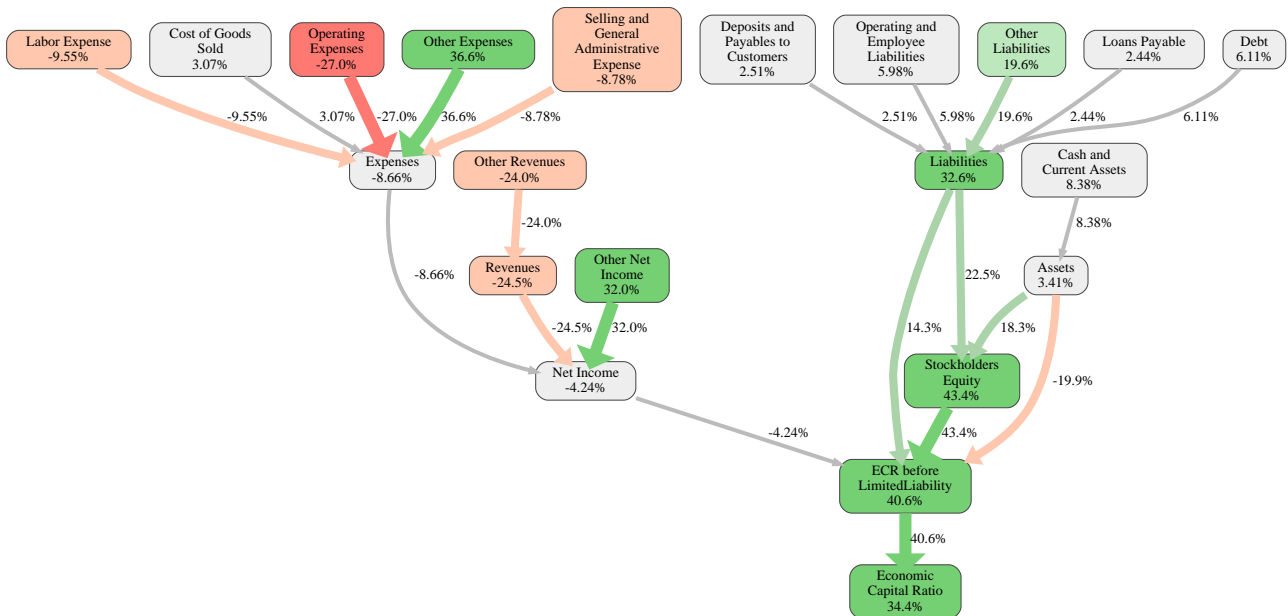 Labor Expense
-9.55%
Cost of Goods
Sold
3.07%
Operating
Expenses
-27.0%
Other Expenses
36.6%
Selling and
General
Administrative
Expense
-8.78%
Deposits and
Payables to
Customers
2.51%
Operating and
Employee
Liabilities
5.98%
Other
Liabilities
19.6%
Loans Payable
2.44%
Debt
6.11%
-9.55%
3.07%
-27.0%
36.6%
-8.78%
2.51%
5.98%
19.6%
2.44%
6.11%
Expenses
-8.66%
Other Revenues
-24.0%
Liabilities
32.6%
Cash and
Current Assets
8.38%
-24.0%
8.38%
-8.66%
Revenues
-24.5%
Other Net
Income
32.0%
22.5%
Assets
3.41%
-24.5%
32.0%
14.3%
18.3%
Net Income
-4.24%
Stockholders
Equity
43.4%
-19.9%
-4.24%
43.4%
ECR before
LimitedLiability
40.6%
40.6%
Economic
Capital Ratio
34.4%